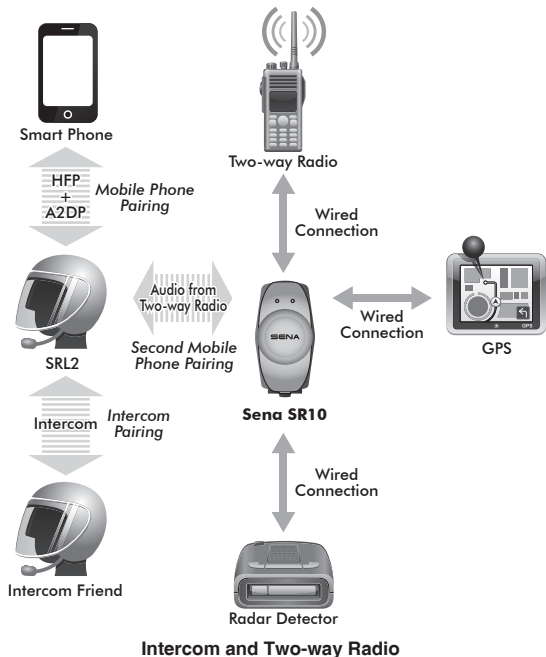 Smart Phone
Two-way Radio
HFP
+
A2DP
Mobile Phone
Pairing
Wired
Connection
Audio from
Two-way Radio
SENA
Wired
Connection
GPS
GPS
SRL2
Second Mobile
Phone Pairing
Sena SR10
Intercom
Intercom
Pairing
Wired
Connection
Intercom Friend
Radar Detector
Intercom and Two-way Radio